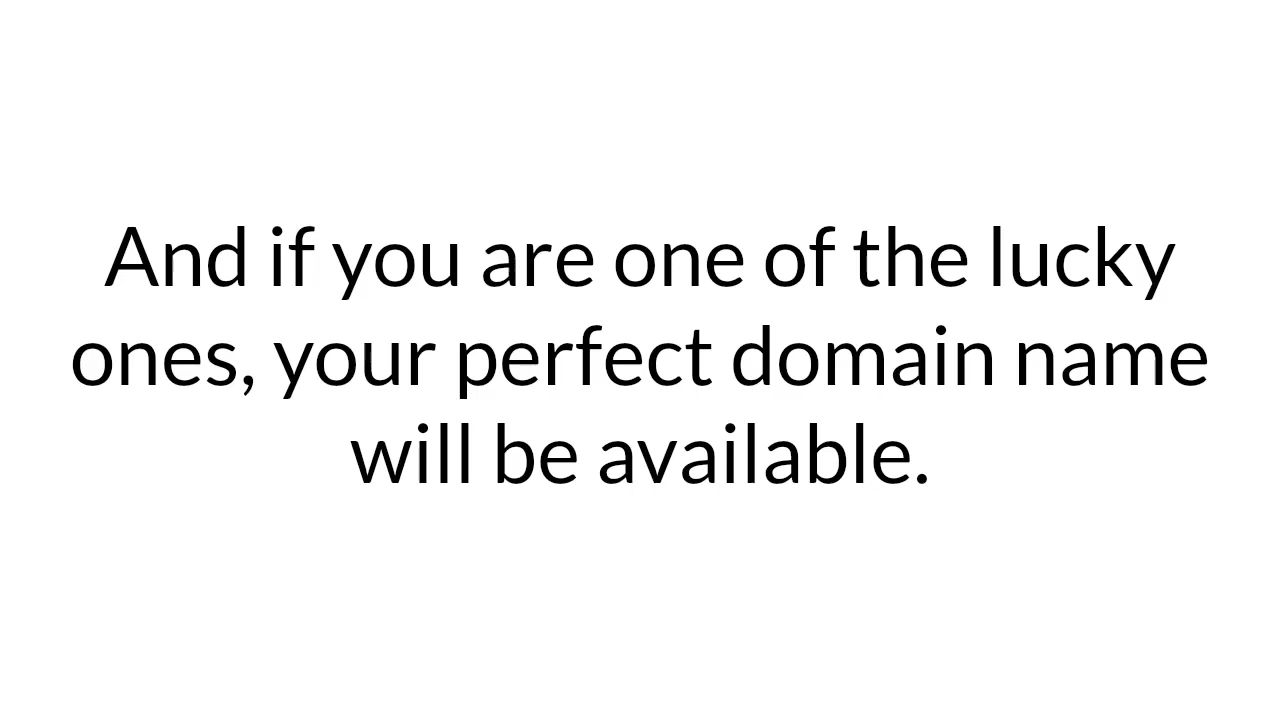 And if you are one of the lucky
ones, your perfect domain name
will be available.